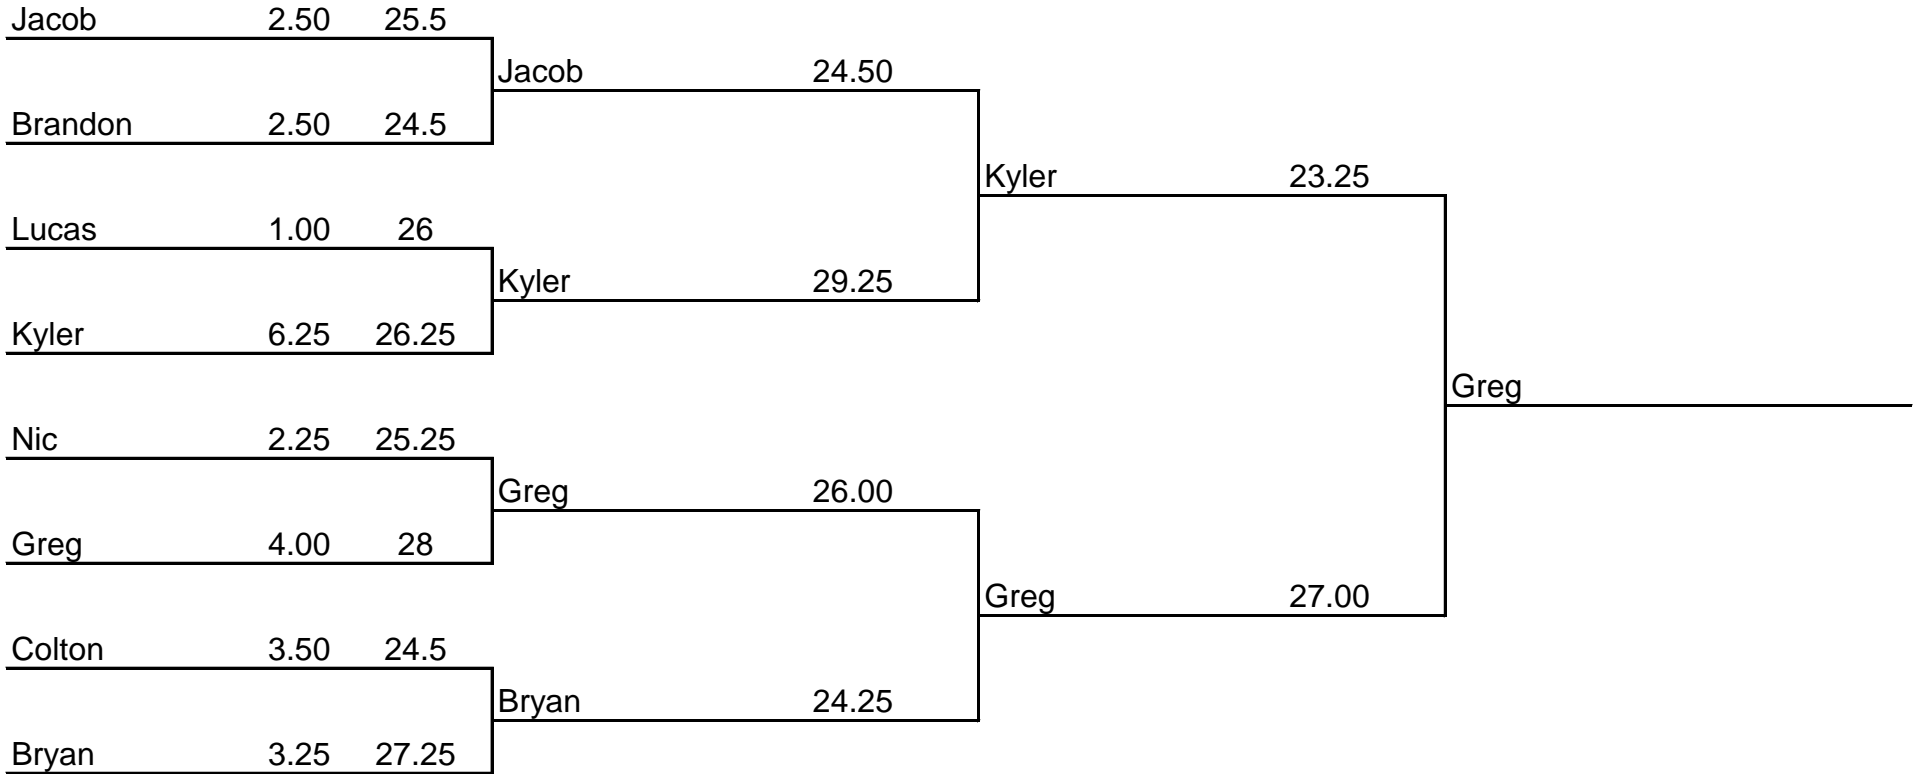 Jacob 2.50 25.5
Jacob 24.50
Brandon 2.50 24.5
Kyler 23.25
Lucas 1.00 26
Kyler 29.25
Kyler 6.25 26.25
Greg
Nic 2.25 25.25
Greg 26.00
Greg 4.00 28
Greg 27.00
Colton 3.50 24.5
Bryan 24.25
Bryan 3.25 27.25